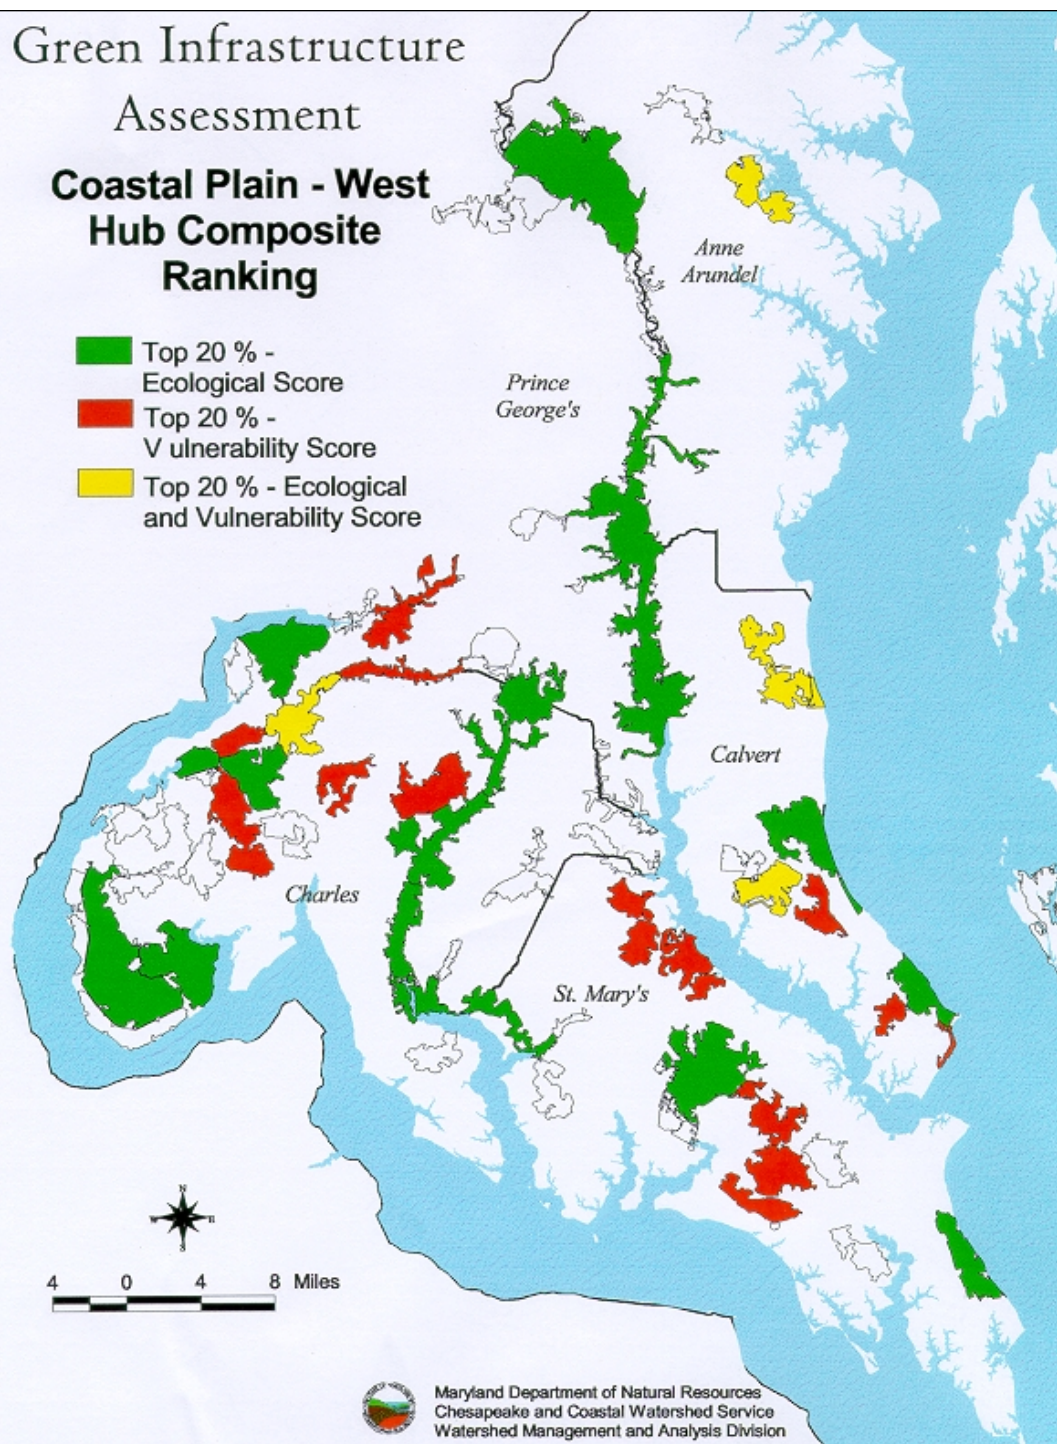 Green Infrastructure
Assessment
Coastal Plain - West
Hub Composite
Ranking
Top 20 % -
Ecological Score
Top 20 % -
V ulnerability Score
Top 20 % - Ecological
and Vulnerability Score
Anne
Arundel
Prince
George's
Calvert
Charles
St. Mary's
N
W
E
S
4 0 4 8 Miles
Maryland Department of Natural Resources
Chesapeake and Coastal Watershed Service
Watershed Management and Analysis Division